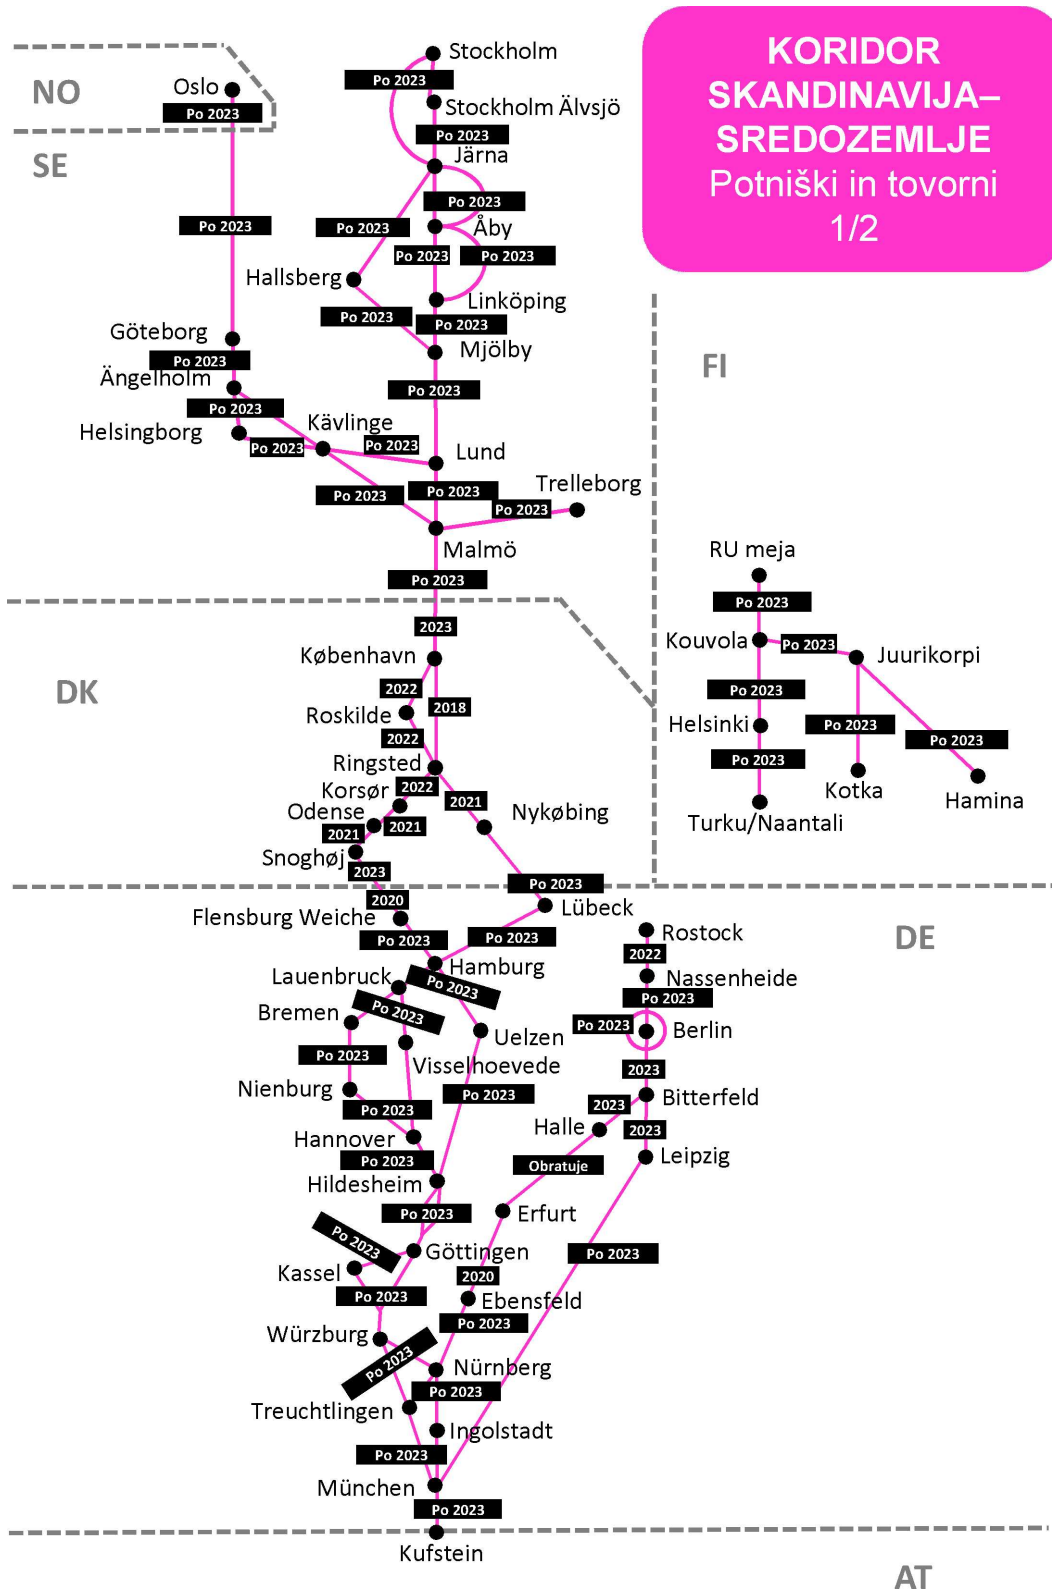 KORIDOR
SKANDINAVIJA–
SREDOZEMLJE
Potniški in tovorni
1/2
NO
Oslo
Po 2023
SE
Stockholm
Po 2023
Stockholm Älvsjö
Po 2023
Järna
Po 2023
Po 2023
Po 2023
Åby
Po 2023
Po 2023
Hallsberg
Linköping
Po 2023
Po 2023
Göteborg
Mjölby
Po 2023
Ängelholm
Po 2023
Po 2023
Kävlinge
Helsingborg
Po 2023
Po 2023
Lund
Po 2023
Po 2023
Trelleborg
Po 2023
Malmö
Po 2023
FI
RU meja
Po 2023
Kouvola
Po 2023
Juurikorpi
Po 2023
Helsinki
Po 2023
Po 2023
Po 2023
Kotka
Hamina
Turku/Naantali
2023
København
DK
2022
2018
Roskilde
2022
Ringsted
2022
Korsør
2021
Nykøbing
Odense
2021
2021
Snoghøj
2023
Po 2023
2020
Lübeck
Flensburg Weiche
Po 2023
Po 2023
DE
Rostock
2022
Hamburg
Lauenbruck
Po 2023
Nassenheide
Po 2023
Po 2023
Bremen
Po 2023
Berlin
Uelzen
Po 2023
Visselhoevede
2023
Nienburg
Po 2023
Bitterfeld
2023
Po 2023
Halle
2023
Hannover
Po 2023
Leipzig
Obratuje
Hildesheim
Po 2023
Erfurt
Po 2023
Göttingen
Po 2023
Kassel
2020
Po 2023
Ebensfeld
Po 2023
Würzburg
Po 2023
Nürnberg
Po 2023
Treuchtlingen
Ingolstadt
Po 2023
München
Po 2023
Kufstein
AT